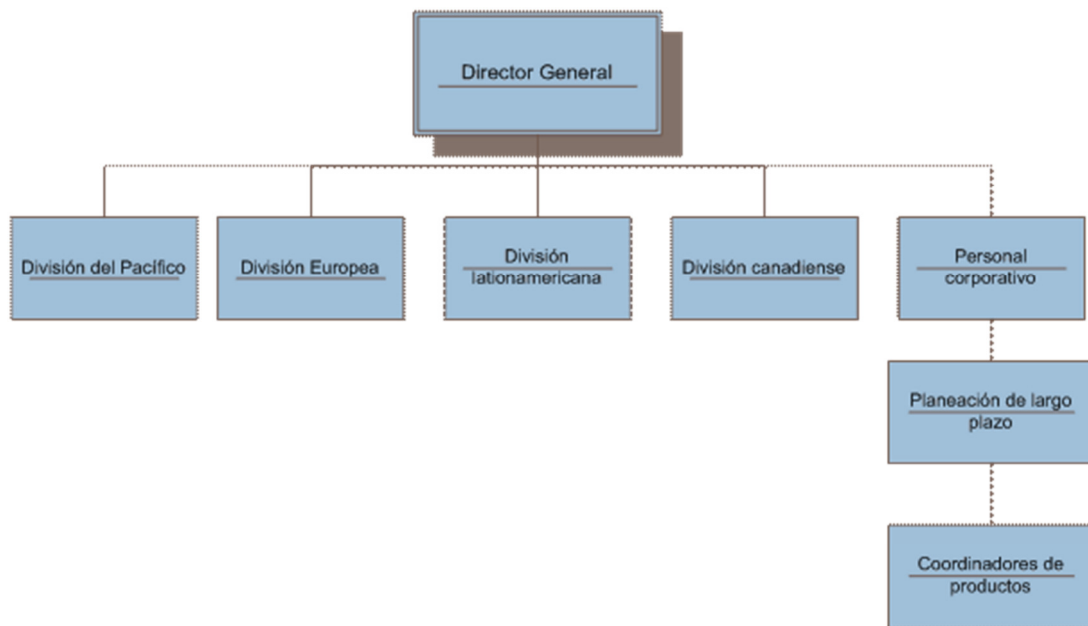 Director General
División del Pacífico
División Europea
División
lationamericana
División canadiense
Personal
corporativo
Planeación de largo
plazo
Coordinadores de
productos